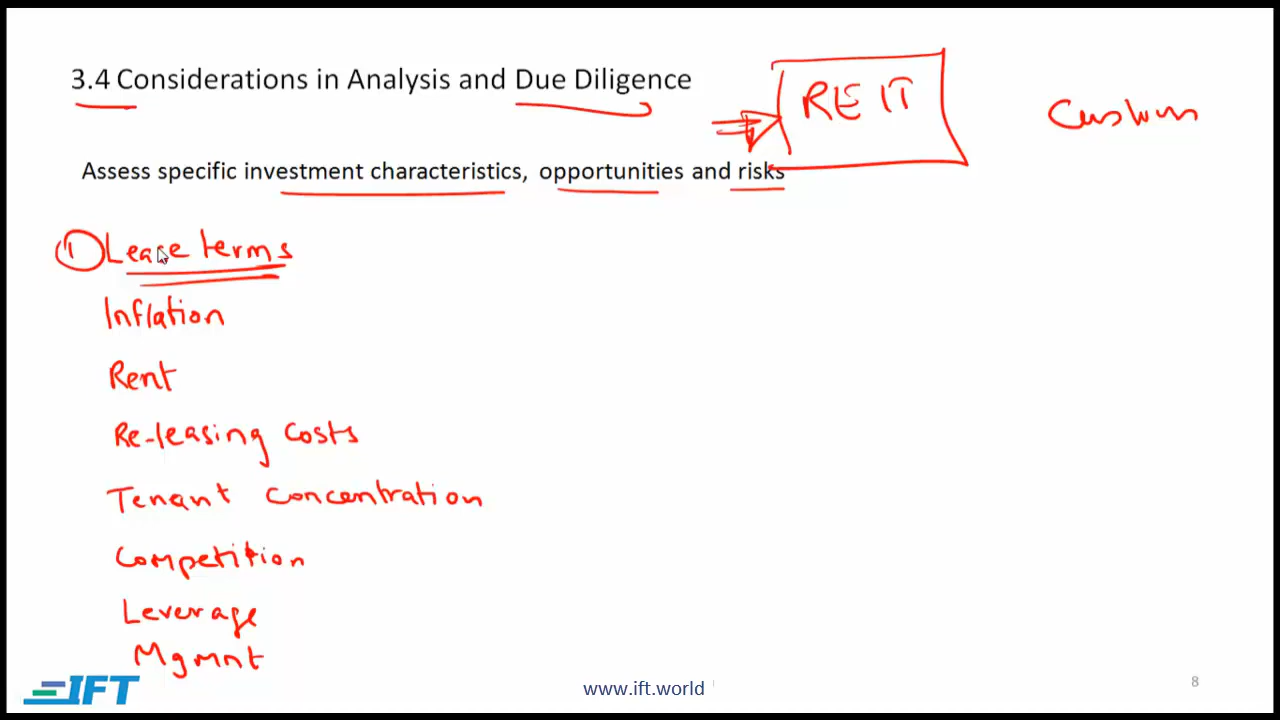 3.4 Considerations in Analysis and Due Diligence
REIT
Assess specific investment characteristics, opportunities and risks
① Lease terms
Inflation
Rent
Re-leasing costs
Tenant concentration
Competition
Leverage
Mgmnt
IFT
www.ift.world
8